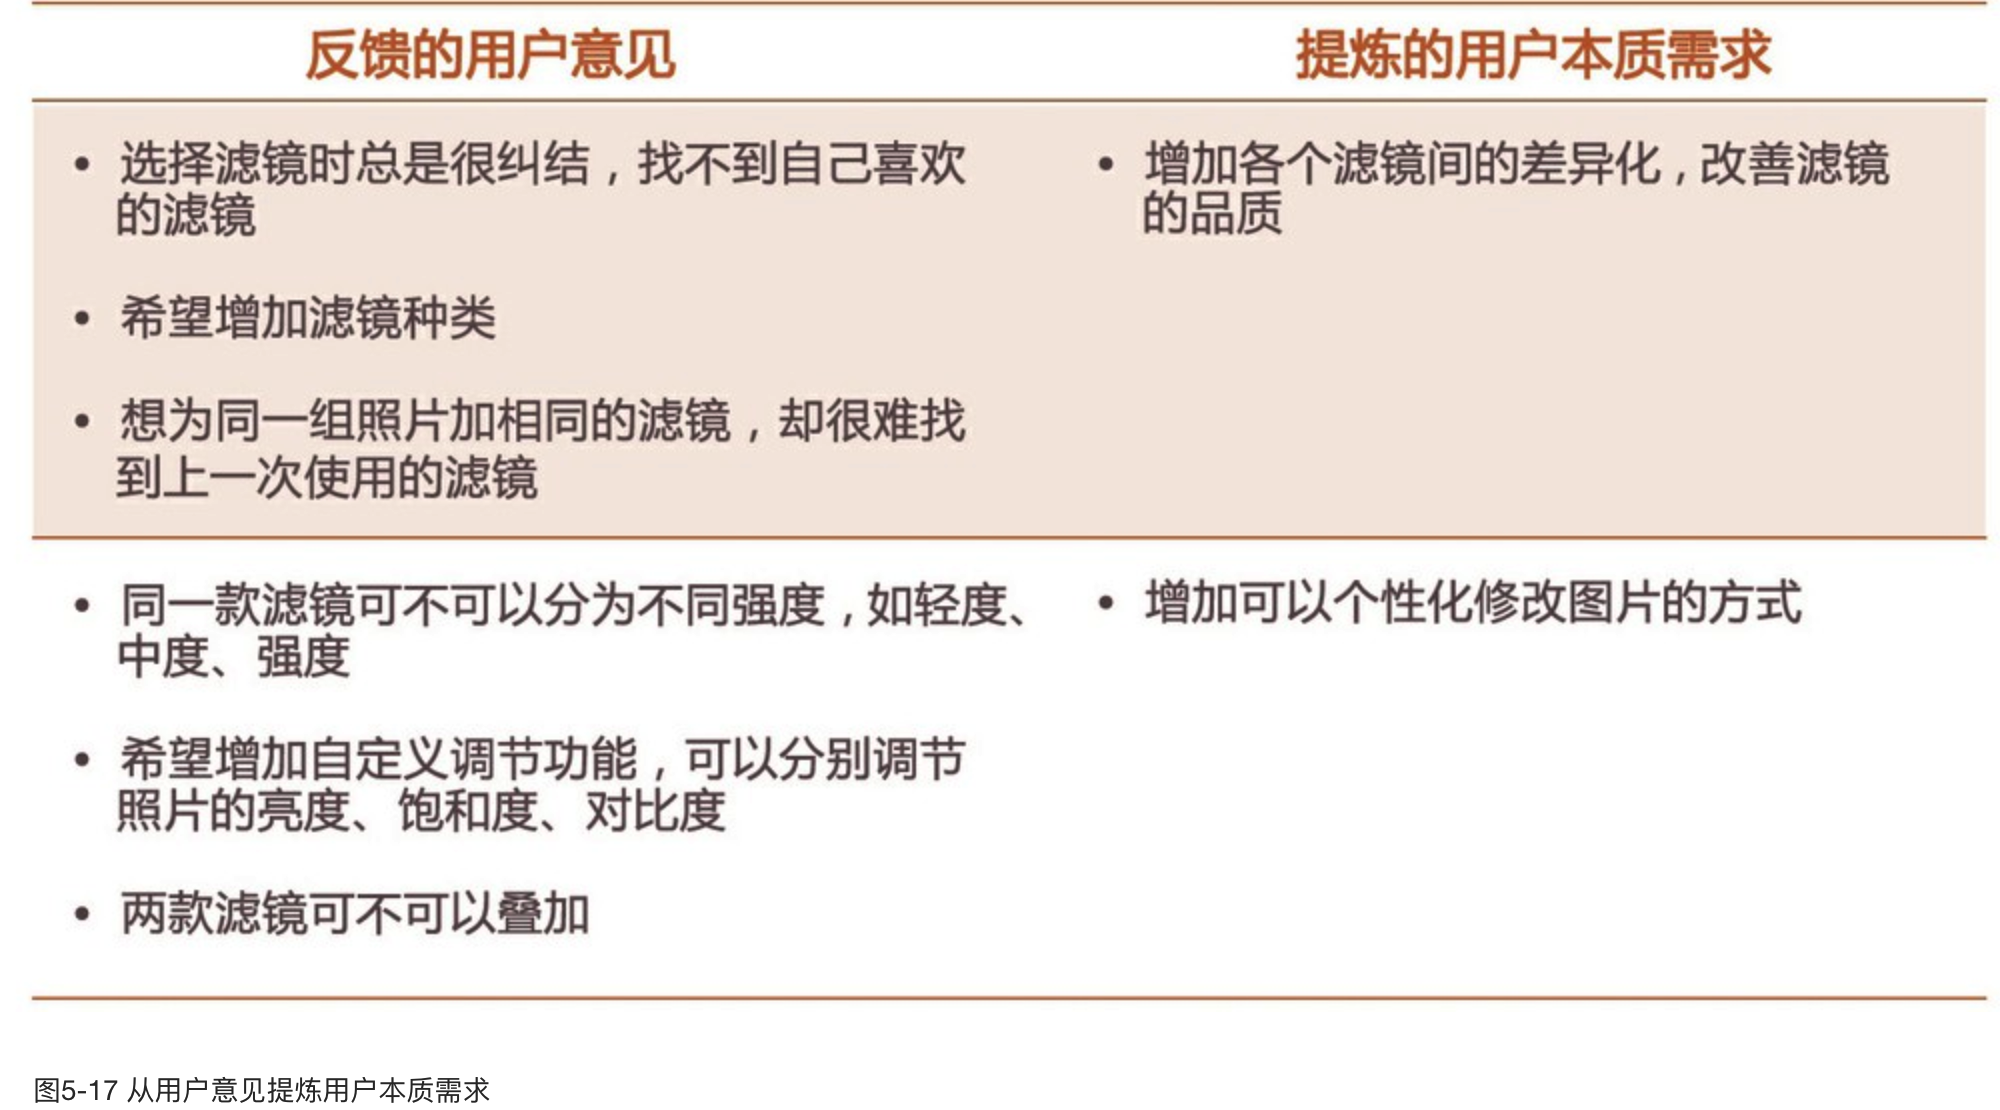 反馈的用户意见
提炼的用户本质需求
• 选择滤镜时总是很纠结，找不到自己喜欢
的滤镜
• 希望增加滤镜种类
• 想为同一组照片加相同的滤镜，却很难找
到上一次使用的滤镜
• 增加各个滤镜间的差异化，改善滤镜
的品质
• 同一款滤镜可不可以分为不同强度，如轻度、
中度、强度
• 希望增加自定义调节功能，可以分别调节
照片的亮度、饱和度、对比度
• 两款滤镜可不可以叠加
• 增加可以个性化修改图片的方式
图5-17 从用户意见提炼用户本质需求